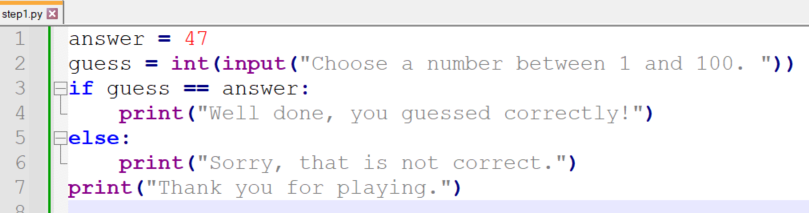 step1.py
1 answer = 47
2 guess = int(input("Choose a number between 1 and 100. "))
3 if guess == answer:
4     print("Well done, you guessed correctly!")
5 else:
6     print("Sorry, that is not correct.")
7 print("Thank you for playing.")
8